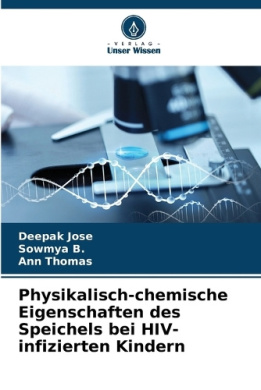 - VERLAG -
Unser Wissen
Deepak Jose
Sowmya B.
Ann Thomas
Physikalisch-chemische
Eigenschaften des
Speichels bei HIV-
infizierten Kindern